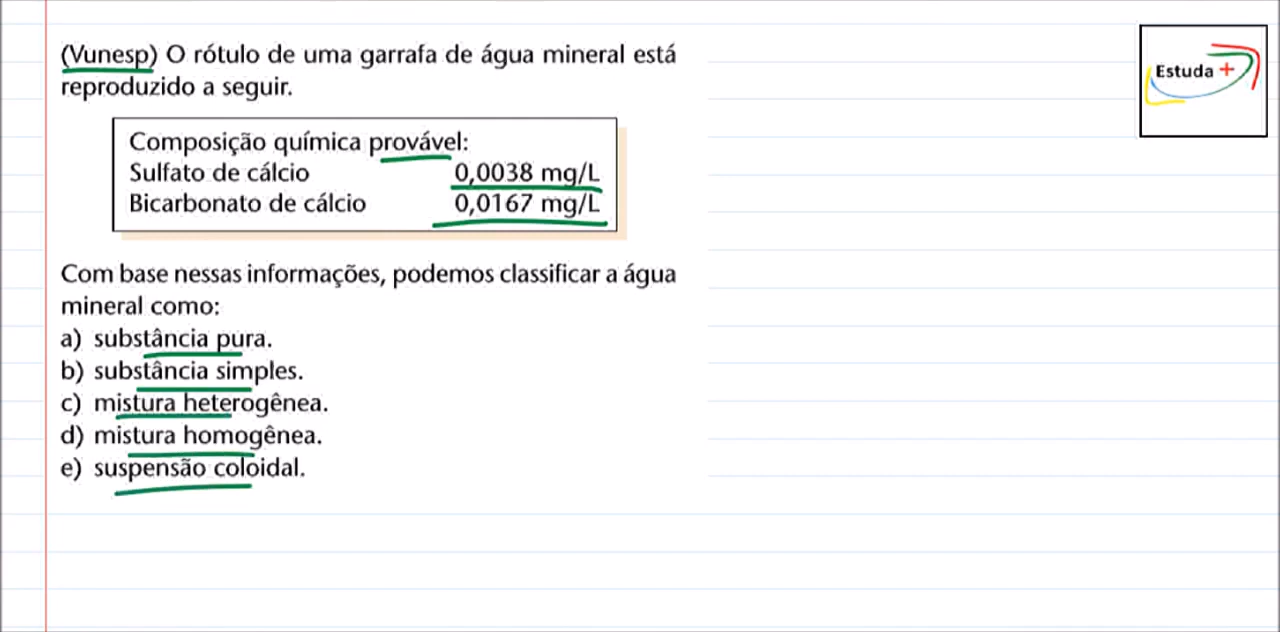 (Vunesp) O rótulo de uma garrafa de água mineral está
reproduzido a seguir.
Composição química provável:
Sulfato de cálcio 0,0038 mg/L
Bicarbonato de cálcio 0,0167 mg/L
Com base nessas informações, podemos classificar a água
mineral como:
a) substância pura.
b) substância simples.
c) mistura heterogênea.
d) mistura homogênea.
e) suspensão coloidal.
Estuda +